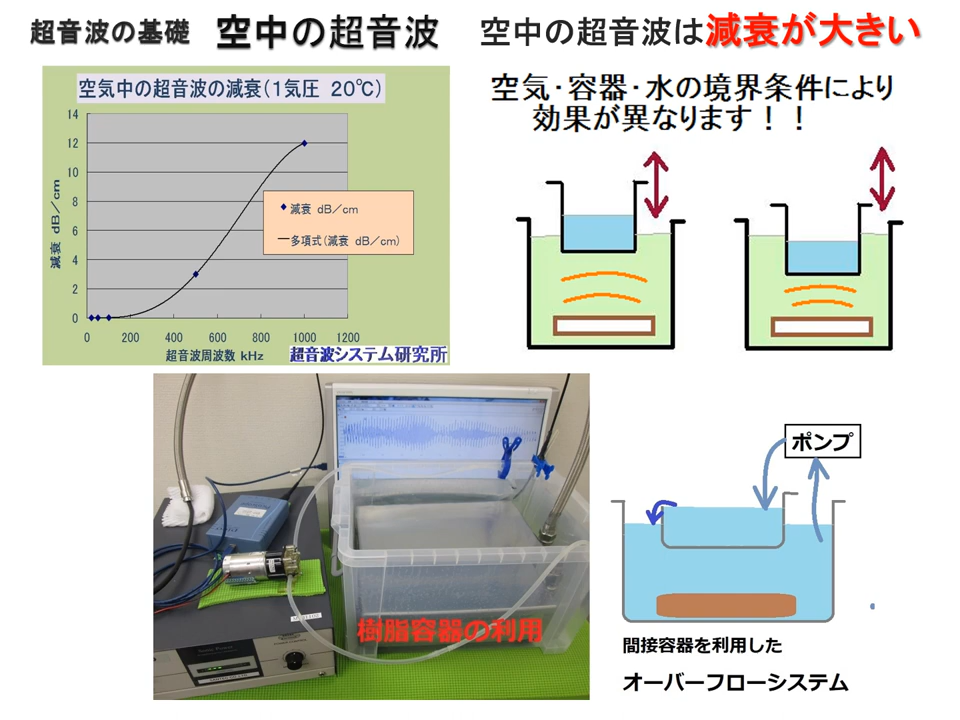 超音波の基礎 空中の超音波
空中の超音波は減衰が大きい
空気中の超音波の減衰(1気圧 20℃)
14
12
10
8
6
4
2
0
減衰 dB/cm
◆減衰 dB/cm
―多項式(減衰 dB/cm)
0 200 400 600 800 1000 1200
超音波周波数 kHz
超音波システム研究所
空気・容器・水の境界条件により
効果が異なります!!
樹脂容器の利用
ポンプ
間接容器を利用した
オーバーフローシステム